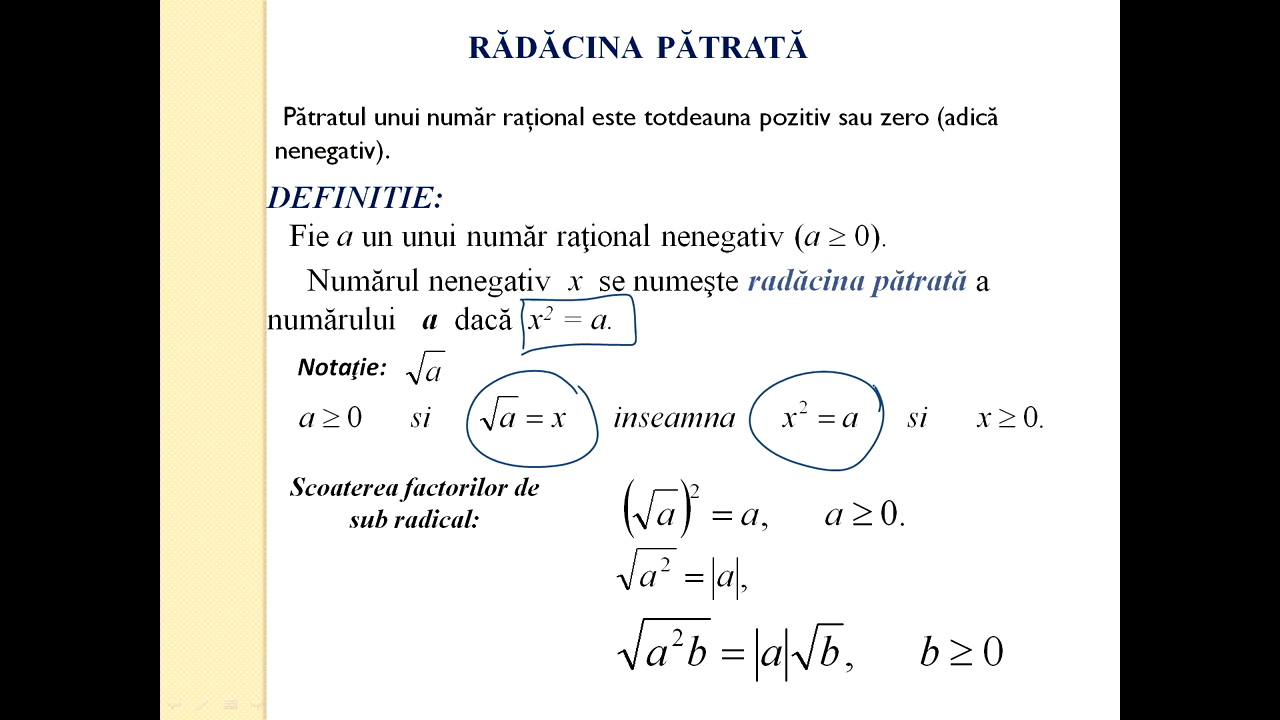 RĂDĂCINA PĂTRATĂ
Pătratul unui număr rațional este totdeauna pozitiv sau zero (adică
nenegativ).
DEFINITIE:
Fie a un unui număr raţional nenegativ (a ≥ 0).
Numărul nenegativ x se numeşte radăcina pătrată a
numărului a dacă x² = a.
Notaţie: √a
a ≥ 0 si √a = x inseamna x² = a si x ≥ 0.
Scoaterea factorilor de
sub radical:
(√a)² = a, a ≥ 0.
√a² = |a|,
√a²b = |a|√b, b ≥ 0